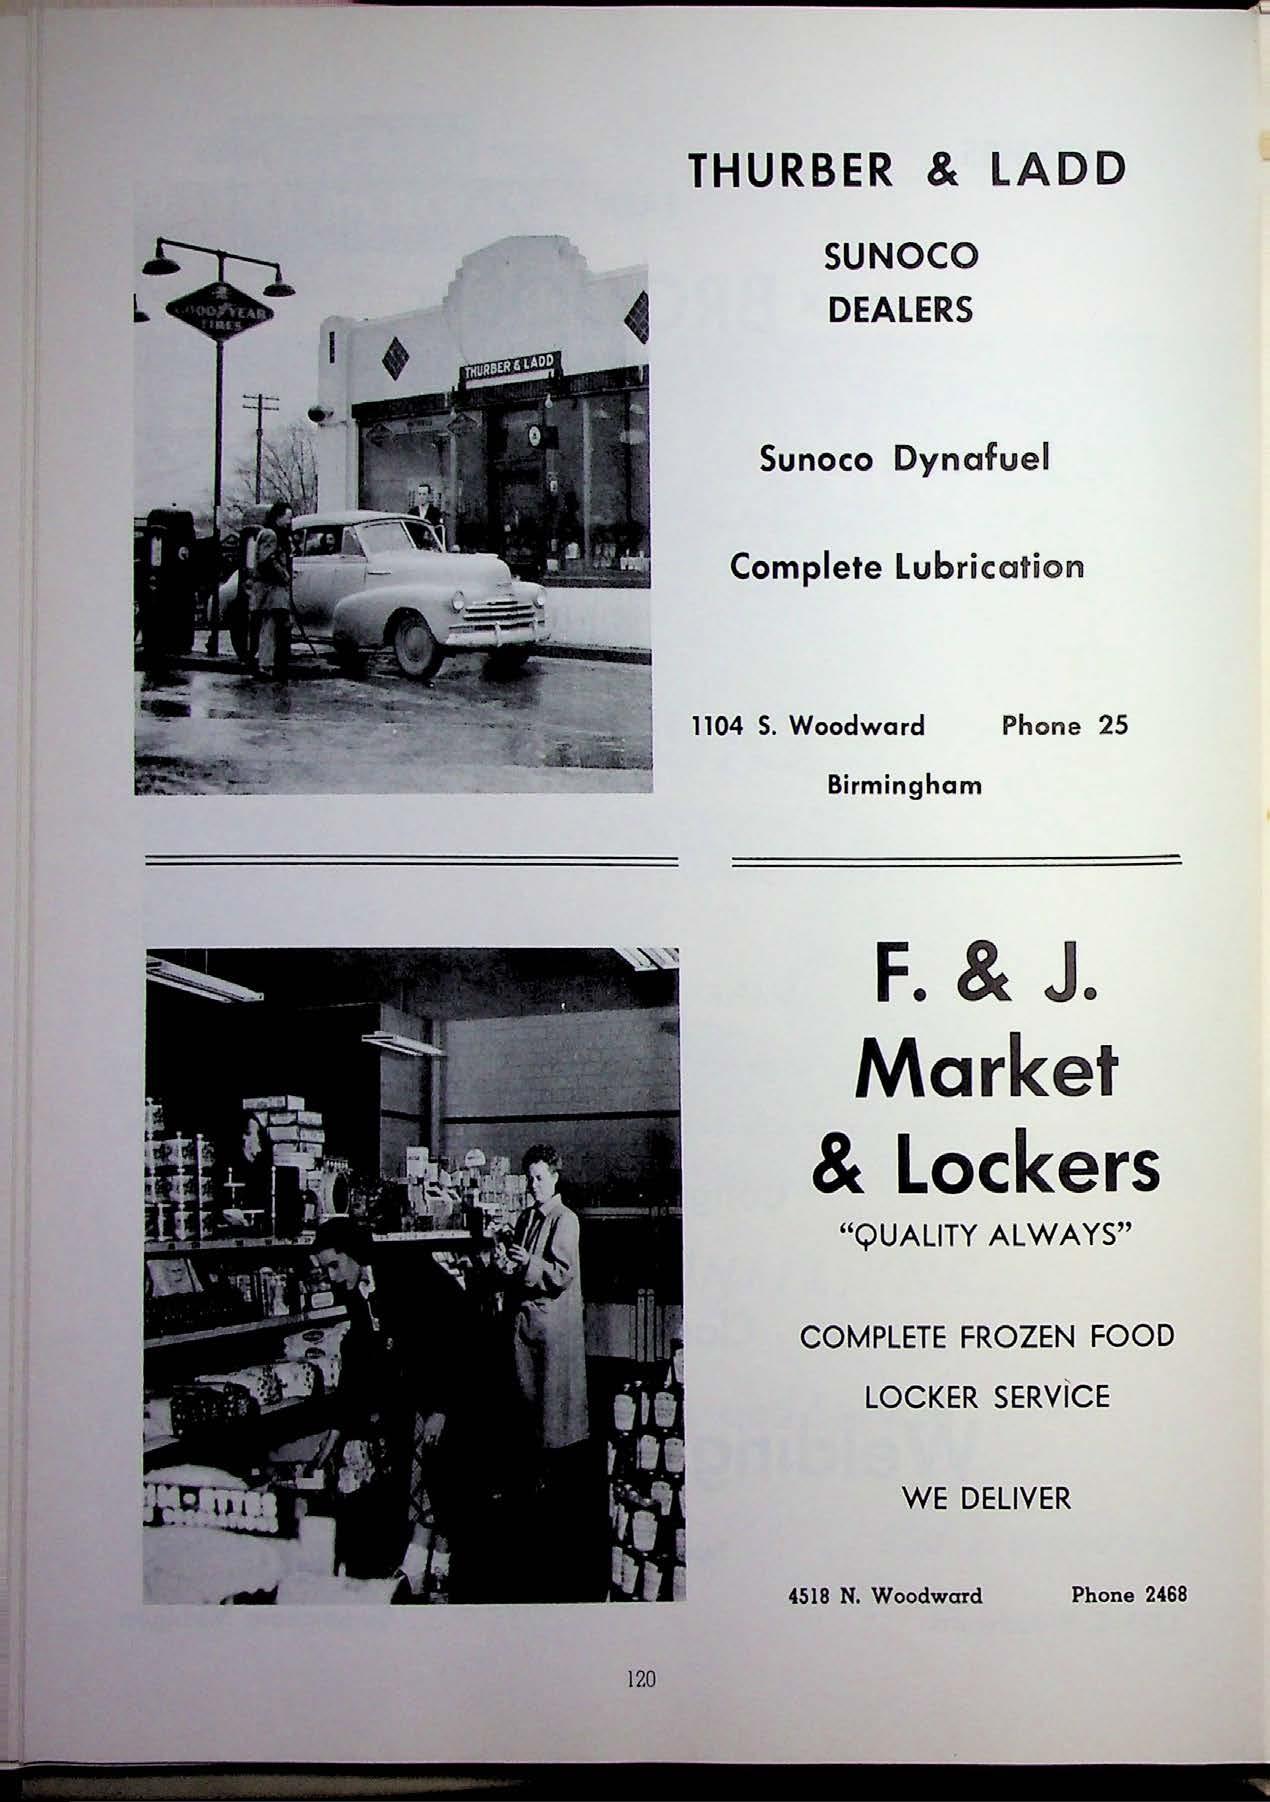 THURBER & LADD
SUNOCO
DEALERS
GOODYEAR
TIRES
THURBER & LADD
Sunoco Dynafuel
Complete Lubrication
1104 S. Woodward Phone 25
Birmingham
F. & J.
Market
& Lockers
“QUALITY ALWAYS”
COMPLETE FROZEN FOOD
LOCKER SERVICE
WE DELIVER
4518 N. Woodward Phone 2468
120